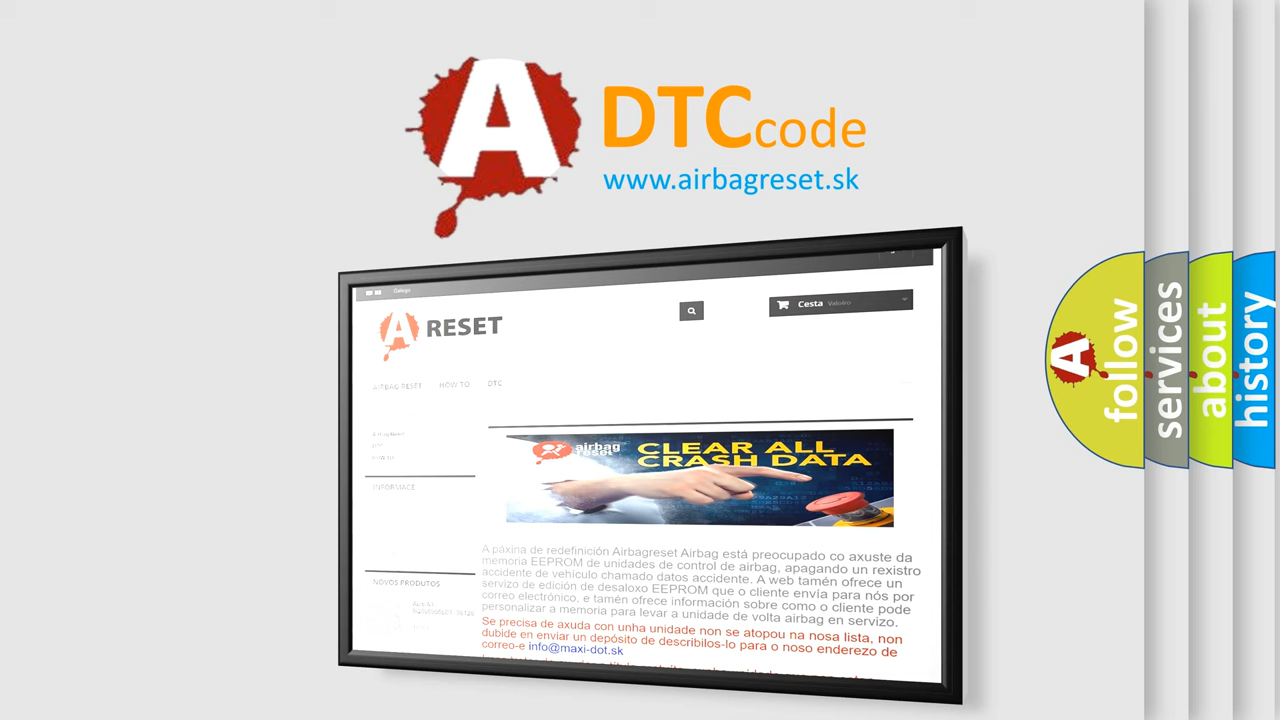 A
DTCcode
www.airbagreset.sk
Galego
A RESET
Cesta Valeiro
AIRBAG RESET HOW TO DTC
INFORMACE
airbag
reset
CLEAR ALL
CRASH DATA
A páxina de redefinición Airbagreset Airbag está preocupado co axuste da
memoria EEPROM de unidades de control de airbag, apagando un rexistro
accidente de vehículo chamado datos accidente. A web tamén ofrece un
servizo de edición de desaloxo EEPROM que o cliente envía para nós por
correo electrónico, e tamén ofrece información sobre como o cliente pode
personalizar a memoria para levar a unidade de volta airbag en servizo.
Se precisa de axuda con unha unidade non se atopou na nosa lista, non
dubide en enviar un depósito de describilos-lo para o noso enderezo de
correo-e info@maxi-dot.sk
NOVOS PRODUTOS
A
follow
services
about
history